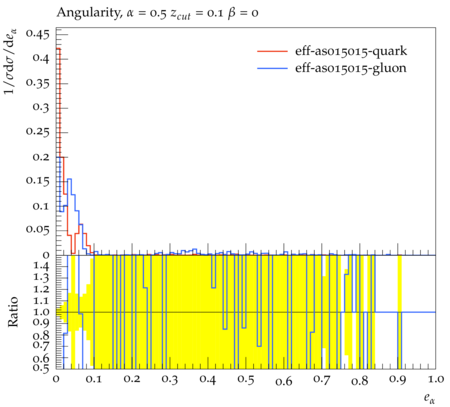 Angularity, α = 0.5 z_cut = 0.1 β = 0
1/σdσ/de_α
0.45
0.4
0.35
0.3
0.25
0.2
0.15
0.1
0.05
0
eff-as015015-quark
eff-as015015-gluon
Ratio
1.4
1.3
1.2
1.1
1.0
0.9
0.8
0.7
0.6
0.5
0 0.1 0.2 0.3 0.4 0.5 0.6 0.7 0.8 0.9 1.0
e_α